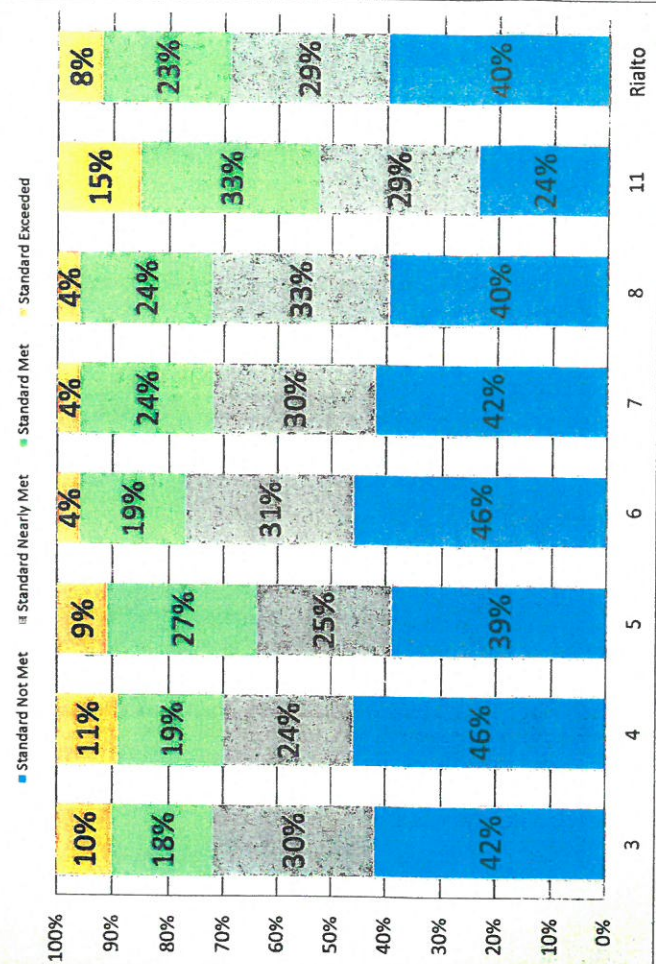 Standard Not Met Standard Nearly Met Standard Met Standard Exceeded
100%
90%
80%
70%
60%
50%
40%
30%
20%
10%
0%
10% 11% 9% 4% 4% 4% 15% 8%
18% 19% 27% 19% 24% 24% 33% 23%
30% 24% 25% 31% 30% 33% 29% 29%
42% 46% 39% 46% 42% 40% 24% 40%
3 4 5 6 7 8 11 Rialto